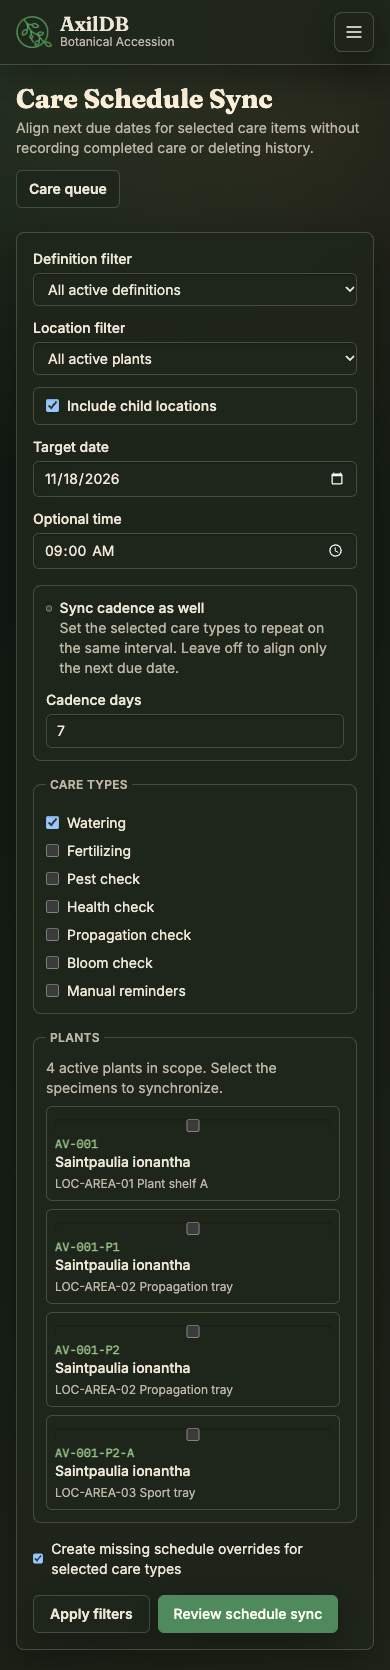 AxilDB
Botanical Accession
Care Schedule Sync
Align next due dates for selected care items without
recording completed care or deleting history.
Care queue
Definition filter
All active definitions
Location filter
All active plants
Include child locations
Target date
11/18/2026
Optional time
09:00 AM
Sync cadence as well
Set the selected care types to repeat on
the same interval. Leave off to align only
the next due date.
Cadence days
7
CARE TYPES
Watering
Fertilizing
Pest check
Health check
Propagation check
Bloom check
Manual reminders
PLANTS
4 active plants in scope. Select the
specimens to synchronize.
AV-001
Saintpaulia ionantha
LOC-AREA-01 Plant shelf A
AV-001-P1
Saintpaulia ionantha
LOC-AREA-02 Propagation tray
AV-001-P2
Saintpaulia ionantha
LOC-AREA-02 Propagation tray
AV-001-P2-A
Saintpaulia ionantha
LOC-AREA-03 Sport tray
Create missing schedule overrides for
selected care types
Apply filters
Review schedule sync